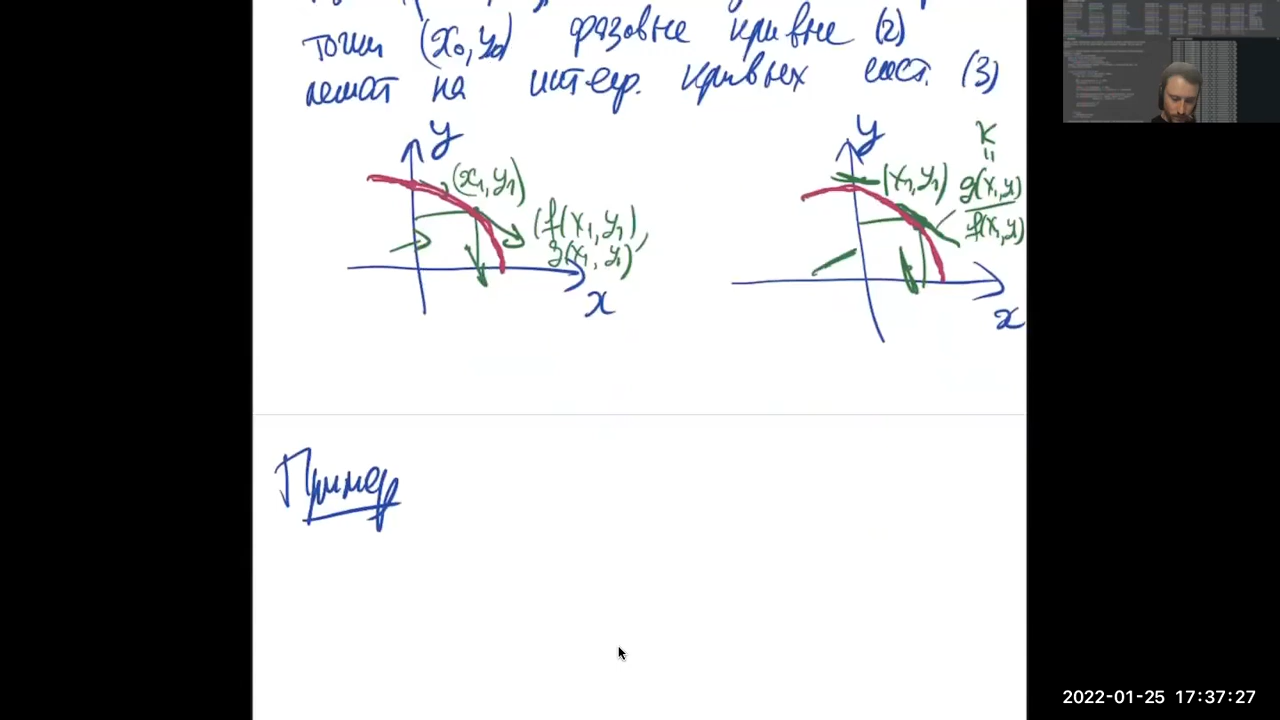 точки (x₀, y₀) фазовые кривые (2)
лежат на интегр. кривых сист. (3)
y
(x₁, y₁)
(f(x₁, y₁),
g(x₁, y₁))
x
y
(x₁, y₁)
K
=
g(x₁, y₁)
f(x₁, y₁)
x
Пример
2022-01-25 17:37:27